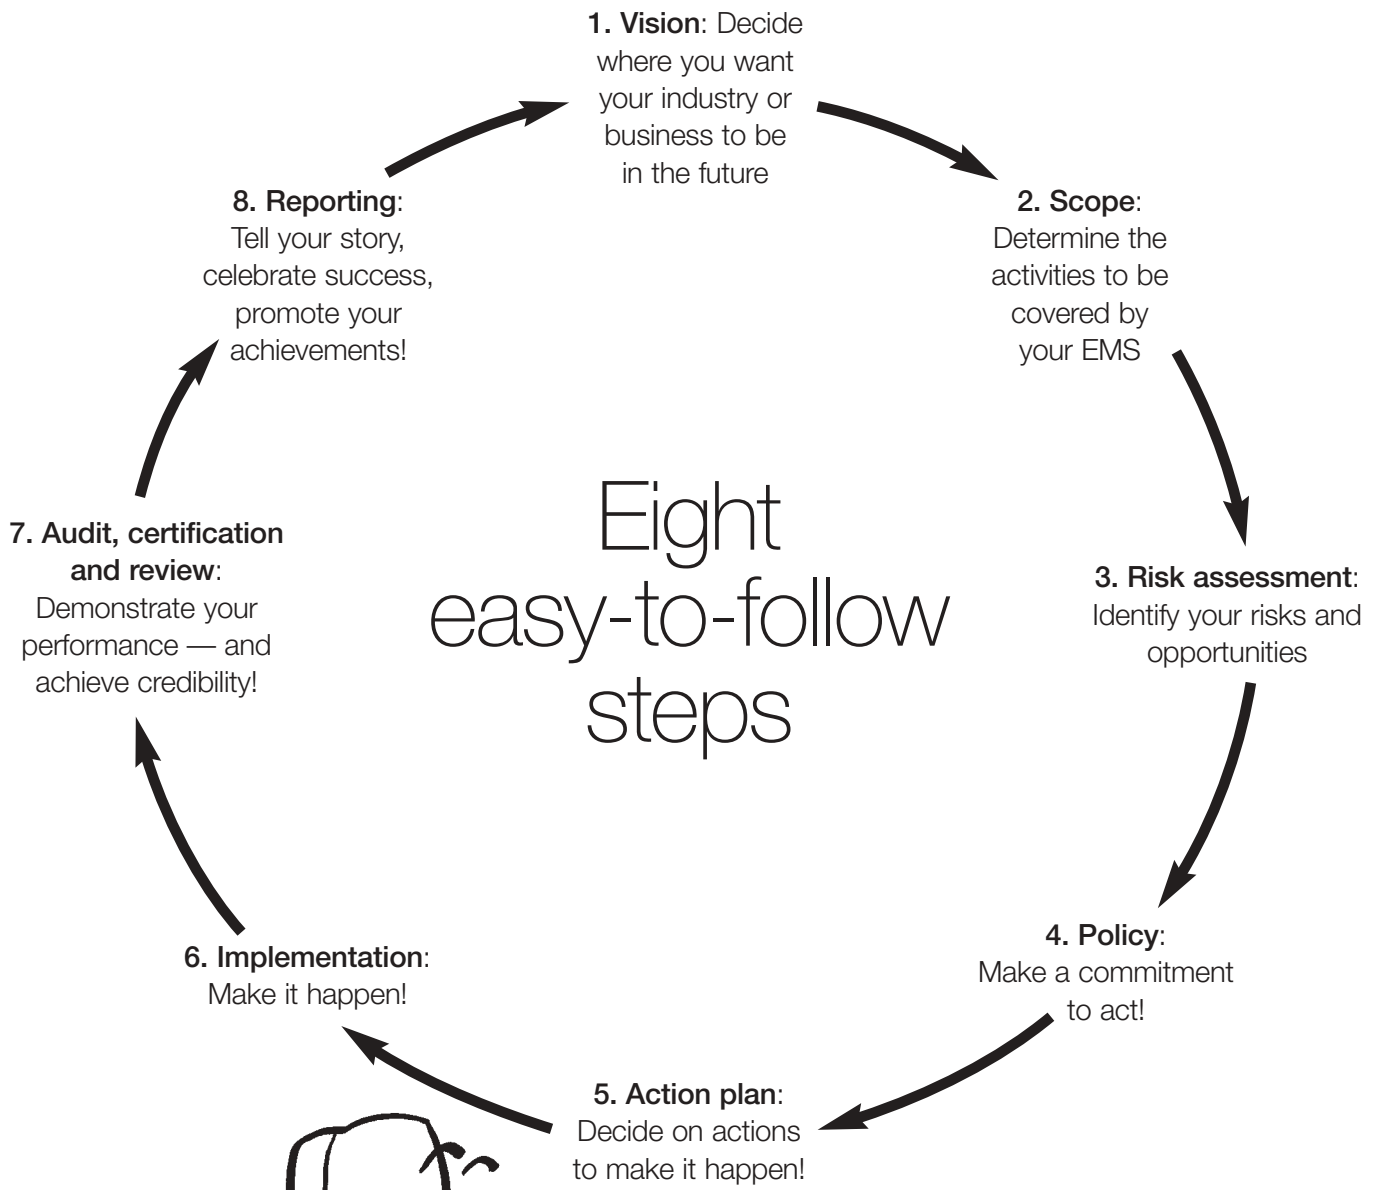 1. Vision: Decide
where you want
your industry or
business to be
in the future
2. Scope:
Determine the
activities to be
covered by
your EMS
3. Risk assessment:
Identify your risks and
opportunities
4. Policy:
Make a commitment
to act!
5. Action plan:
Decide on actions
to make it happen!
6. Implementation:
Make it happen!
7. Audit, certification
and review:
Demonstrate your
performance — and
achieve credibility!
8. Reporting:
Tell your story,
celebrate success,
promote your
achievements!
Eight
easy-to-follow
steps